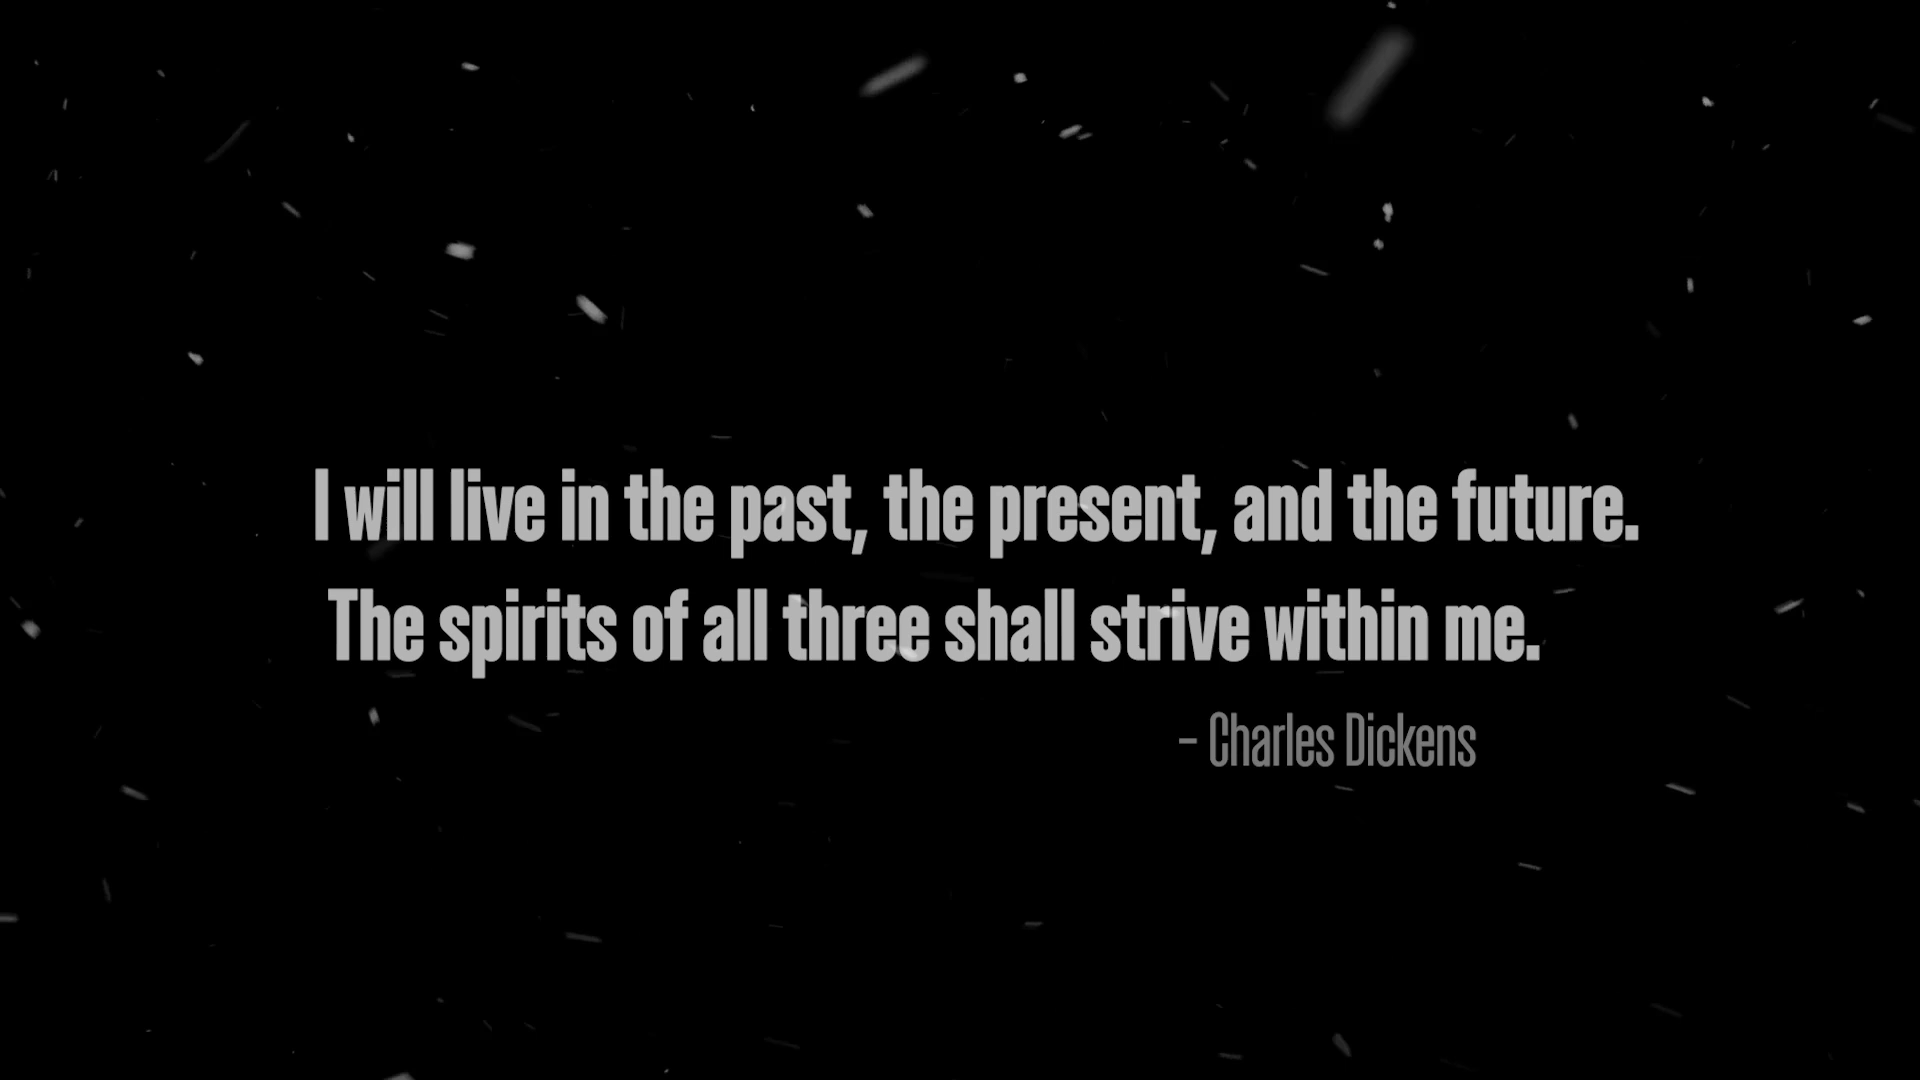 I will live in the past, the present, and the future.
The spirits of all three shall strive within me.
– Charles Dickens